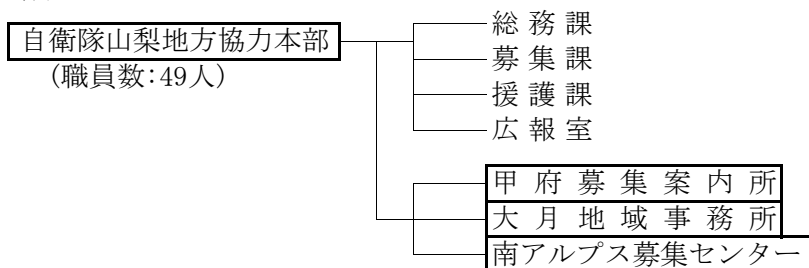 総務課
自衛隊山梨地方協力本部
募集課
(職員数:49人)
援護課
広報室
甲府募集案内所
大月地域事務所
南アルプス募集センター